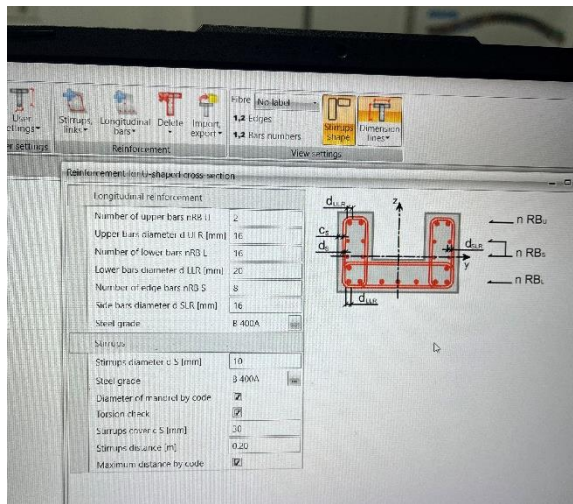 User
settings
Stirrups,
links
Longitudinal
bars
Delete
Import,
export
Fibre No label
1,2 Edges
1,2 Bars numbers
Stirrups
shape
Dimension
lines
er settings
Reinforcement
View settings
Reinforcement for U-shaped cross-section
Longitudinal reinforcement
Number of upper bars nRB U 2
Upper bars diameter d ULR [mm] 16
Number of lower bars nRB L 16
Lower bars diameter d LLR [mm] 20
Number of edge bars nRB S 8
Side bars diameter d SLR [mm] 16
Steel grade B 400A
Stirrups
Stirrups diameter d S [mm] 10
Steel grade B 400A
Diameter of mandrel by code
Torsion check
Stirrups cover c S [mm] 30
Stirrups distance [m] 0.20
Maximum distance by code
dULR
z
cs
ds
dSLR
y
dLLR
n RBU
n RBS
n RBL